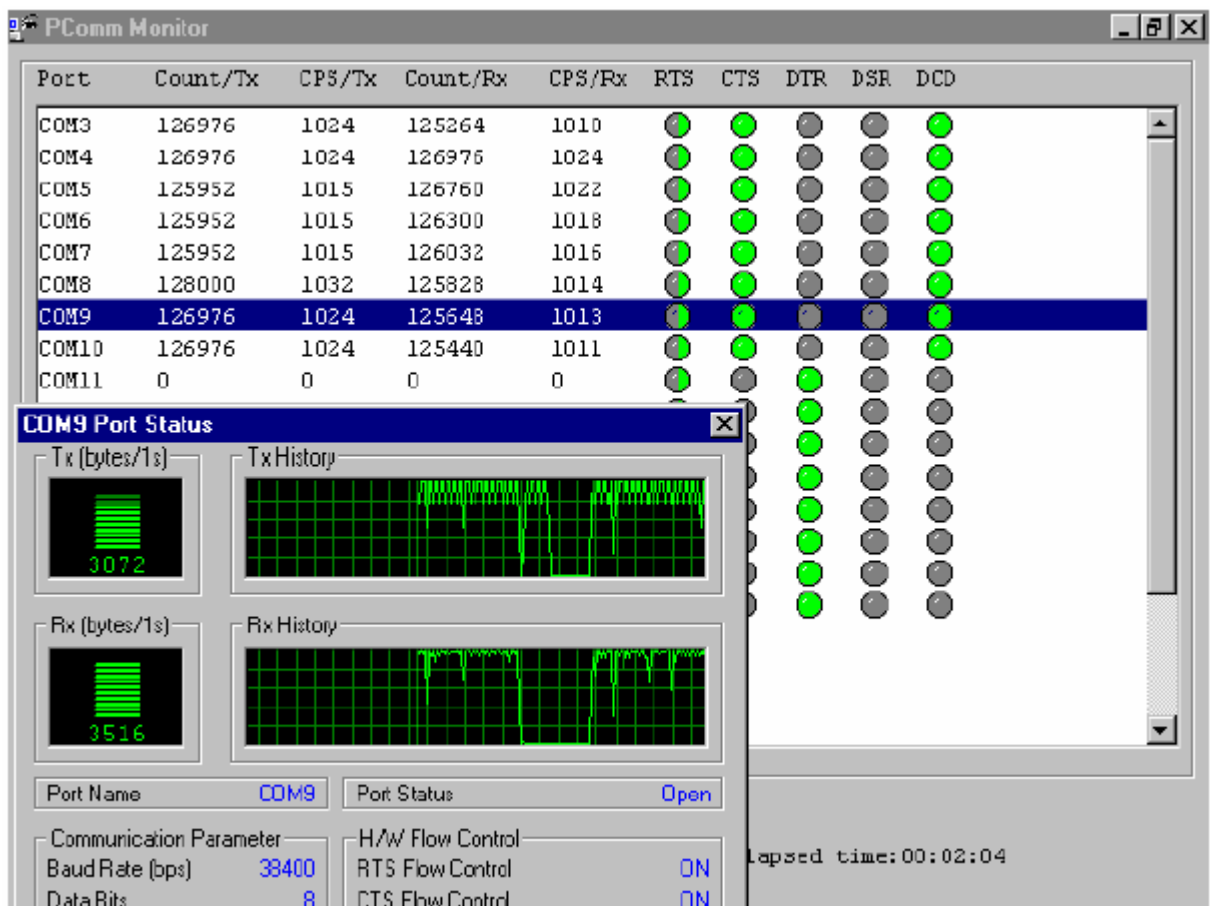 PComm Monitor
Port Count/Tx CPS/Tx Count/Rx CPS/Rx RTS CTS DTR DSR DCD
COM3 126976 1024 125264 1010
COM4 126976 1024 126976 1024
COM5 125952 1015 126760 1022
COM6 125952 1015 126300 1018
COM7 125952 1015 126032 1016
COM8 128000 1032 125828 1014
COM9 126976 1024 125648 1013
COM10 126976 1024 125440 1011
COM11 0 0 0 0
COM9 Port Status
Tx (bytes/1s) Tx History
3072
Rx (bytes/1s) Rx History
3516
Port Name COM9 Port Status Open
Communication Parameter H/W Flow Control
Baud Rate (bps) 38400 RTS Flow Control ON
lapsed time:00:02:04
Data Bits 8 CTS Flow Control ON